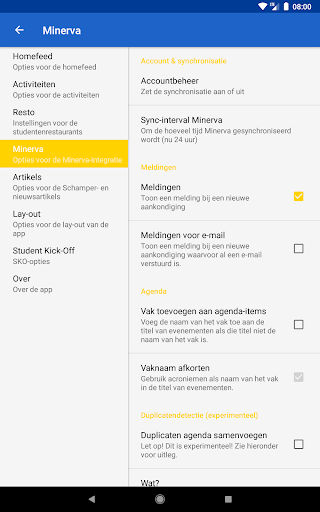 08:00
Minerva
Homefeed
Opties voor de homefeed
Activiteiten
Opties voor de activiteiten
Resto
Instellingen voor de
studentenrestaurants
Minerva
Opties voor de Minerva-integratie
Artikels
Opties voor Schamper- en
nieuwsartikels
Lay-out
Opties voor de lay-out van de
app
Student Kick-Off
SKO-opties
Over
Over de app
Account & synchronisatie
Accountbeheer
Zet de synchronisatie aan of uit
Sync-interval Minerva
Om de hoeveel tijd Minerva gesynchroniseerd
wordt (nu 24 uur)
Meldingen
Meldingen
Toon een melding bij een nieuwe
aankondiging
Meldingen voor e-mail
Toon een melding bij een nieuwe
aankondiging waarvoor al een e-mail
verstuurd is.
Agenda
Vak toevoegen aan agenda-items
Voeg de naam van het vak toe aan de
titel van evenementen als die titel niet de
naam van het vak is.
Vaknaam afkorten
Gebruik acroniemen als naam van het vak
in de titel van evenementen.
Duplicatendetectie (experimenteel)
Duplicaten agenda samenvoegen
Let op! Dit is experimenteel! Zie hieronder
voor uitleg.
Wat?